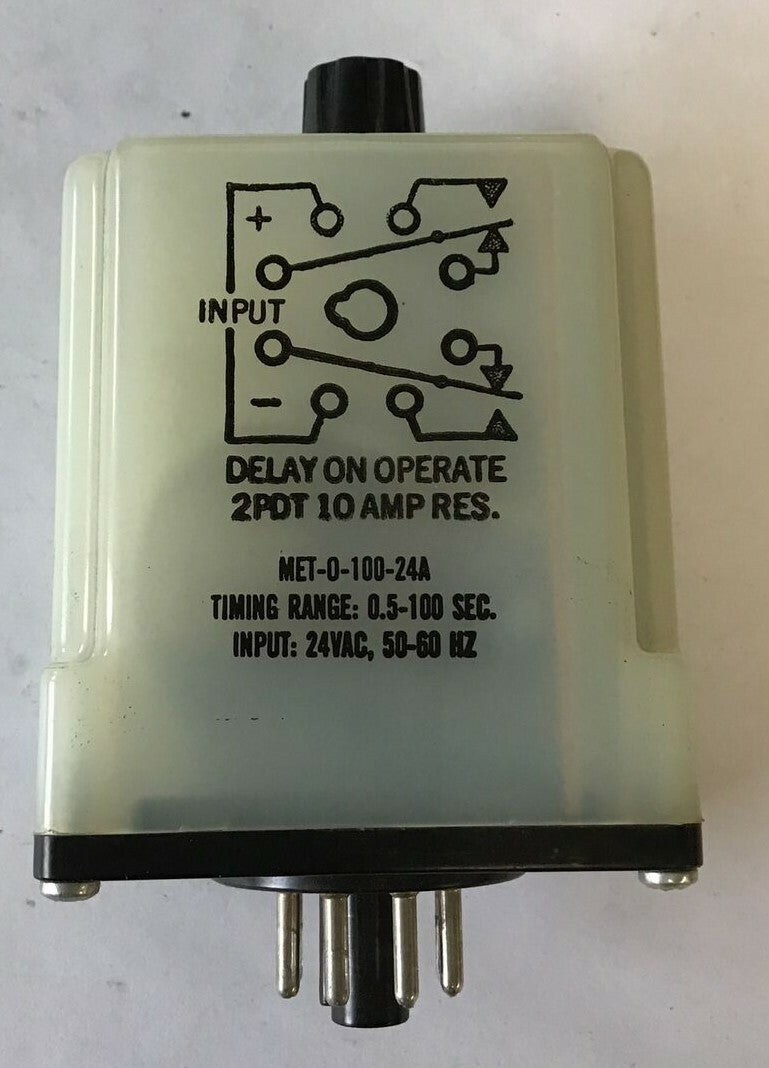 +
INPUT
-
DELAY ON OPERATE
2PDT 10 AMP RES.
MET-0-100-24A
TIMING RANGE: 0.5-100 SEC.
INPUT: 24VAC, 50-60 HZ